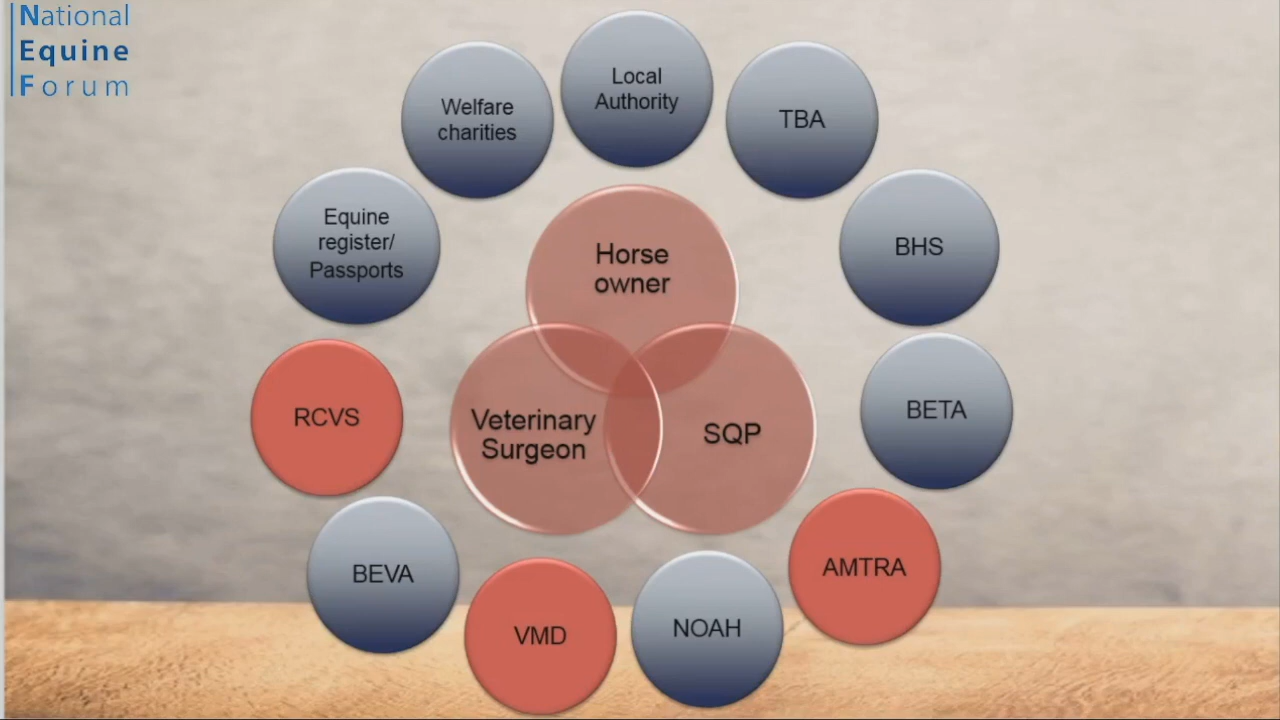 National
Equine
Forum
Local
Authority
Welfare
charities
TBA
Equine
register/
Passports
BHS
Horse
owner
RCVS
Veterinary
Surgeon
SQP
BETA
BEVA
AMTRA
VMD
NOAH